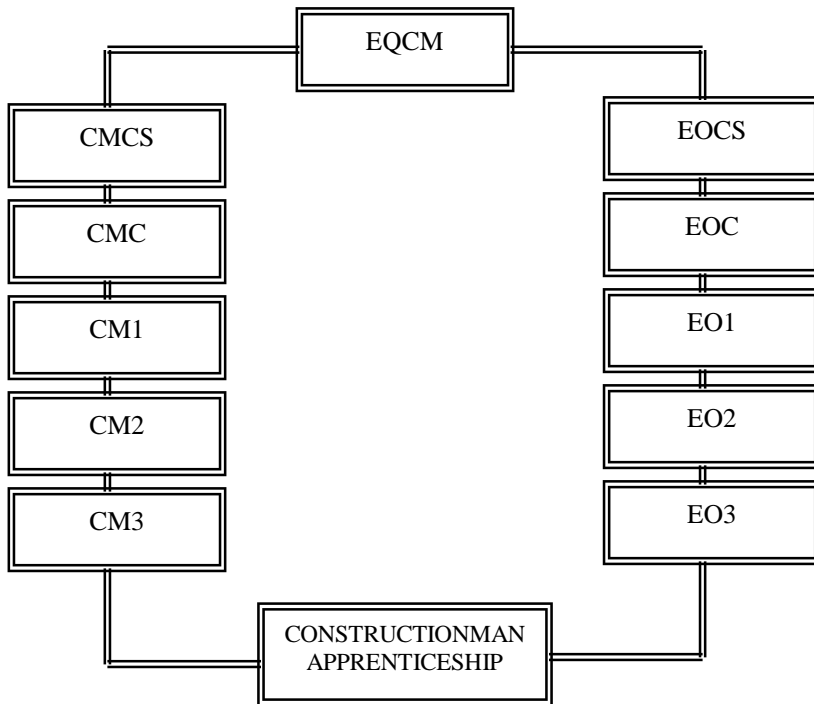 EQCM
CMCS
EOCS
CMC
EOC
CM1
EO1
CM2
EO2
CM3
EO3
CONSTRUCTIONMAN
APPRENTICESHIP